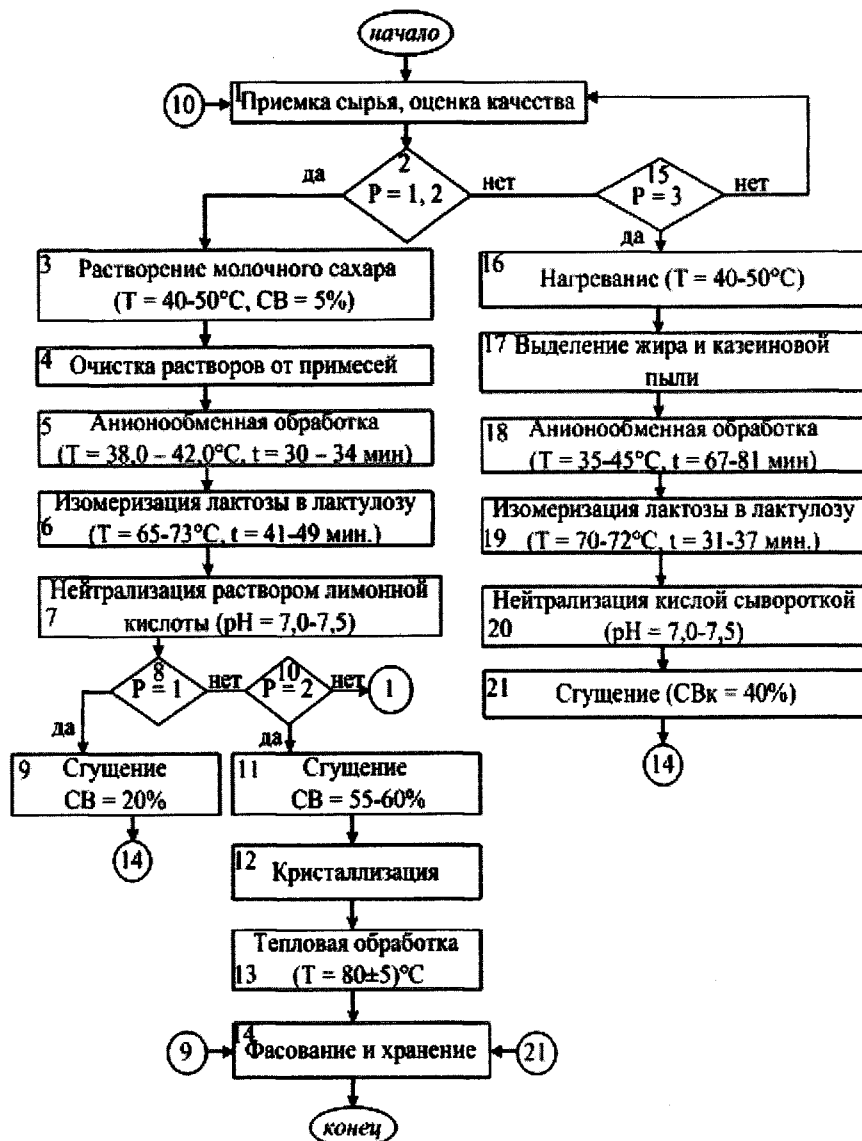 начало
10
1
Приемка сырья, оценка качества
да
2
P = 1, 2
нет
15
P = 3
нет
да
3
Растворение молочного сахара
(T = 40-50°C, СВ = 5%)
4
Очистка растворов от примесей
5
Анионообменная обработка
(T = 38,0 – 42,0°C, t = 30 – 34 мин)
6
Изомеризация лактозы в лактулозу
(T = 65-73°C, t = 41-49 мин.)
7
Нейтрализация раствором лимонной
кислоты (pH = 7,0-7,5)
16
Нагревание (T = 40-50°C)
17
Выделение жира и казеиновой
пыли
18
Анионообменная обработка
(T = 35-45°C, t = 67-81 мин)
19
Изомеризация лактозы в лактулозу
(T = 70-72°C, t = 31-37 мин.)
20
Нейтрализация кислой сывороткой
(pH = 7,0-7,5)
21
Сгущение (СВк = 40%)
14
8
P = 1
нет
10
P = 2
нет
1
да
да
9
Сгущение
СВ = 20%
14
11
Сгущение
СВ = 55-60%
12
Кристаллизация
13
Тепловая обработка
(T = 80±5)°C
9
14
Фасование и хранение
21
конец